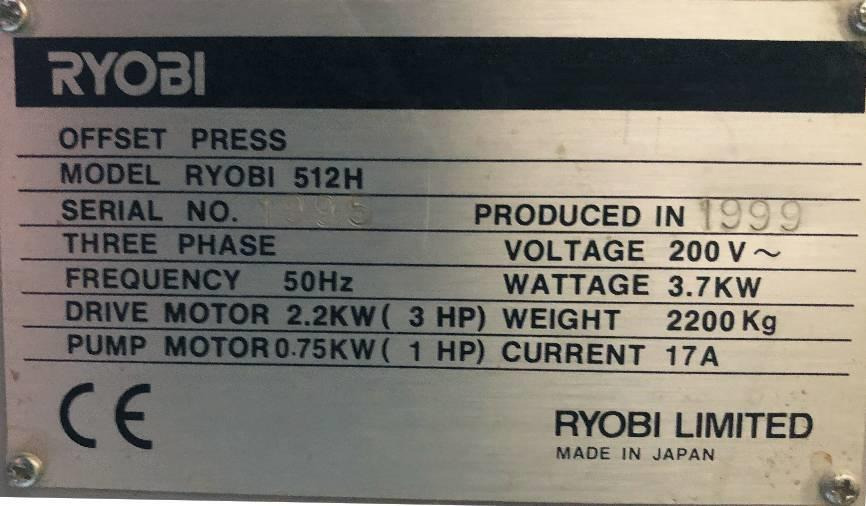 RYOBI
OFFSET PRESS
MODEL RYOBI 512H
SERIAL NO. 1995 PRODUCED IN 1999
THREE PHASE VOLTAGE 200 V ~
FREQUENCY 50Hz WATTAGE 3.7KW
DRIVE MOTOR 2.2KW ( 3 HP) WEIGHT 2200 Kg
PUMP MOTOR 0.75KW ( 1 HP) CURRENT 17A
CE
RYOBI LIMITED
MADE IN JAPAN